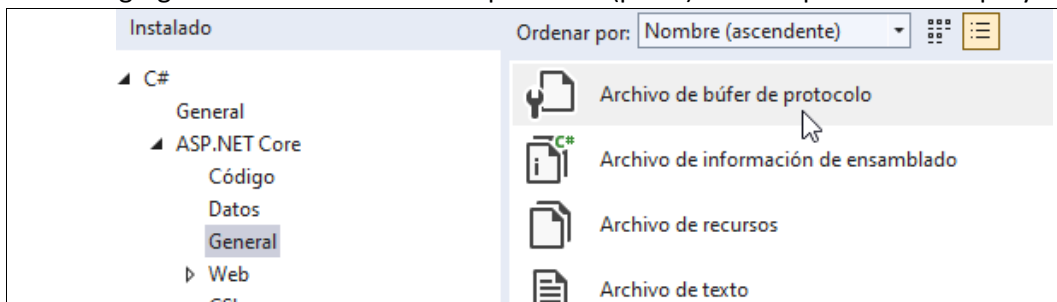 Instalado
Ordenar por: Nombre (ascendente)
C#
General
ASP.NET Core
Código
Datos
General
Web
Archivo de búfer de protocolo
Archivo de información de ensamblado
Archivo de recursos
Archivo de texto